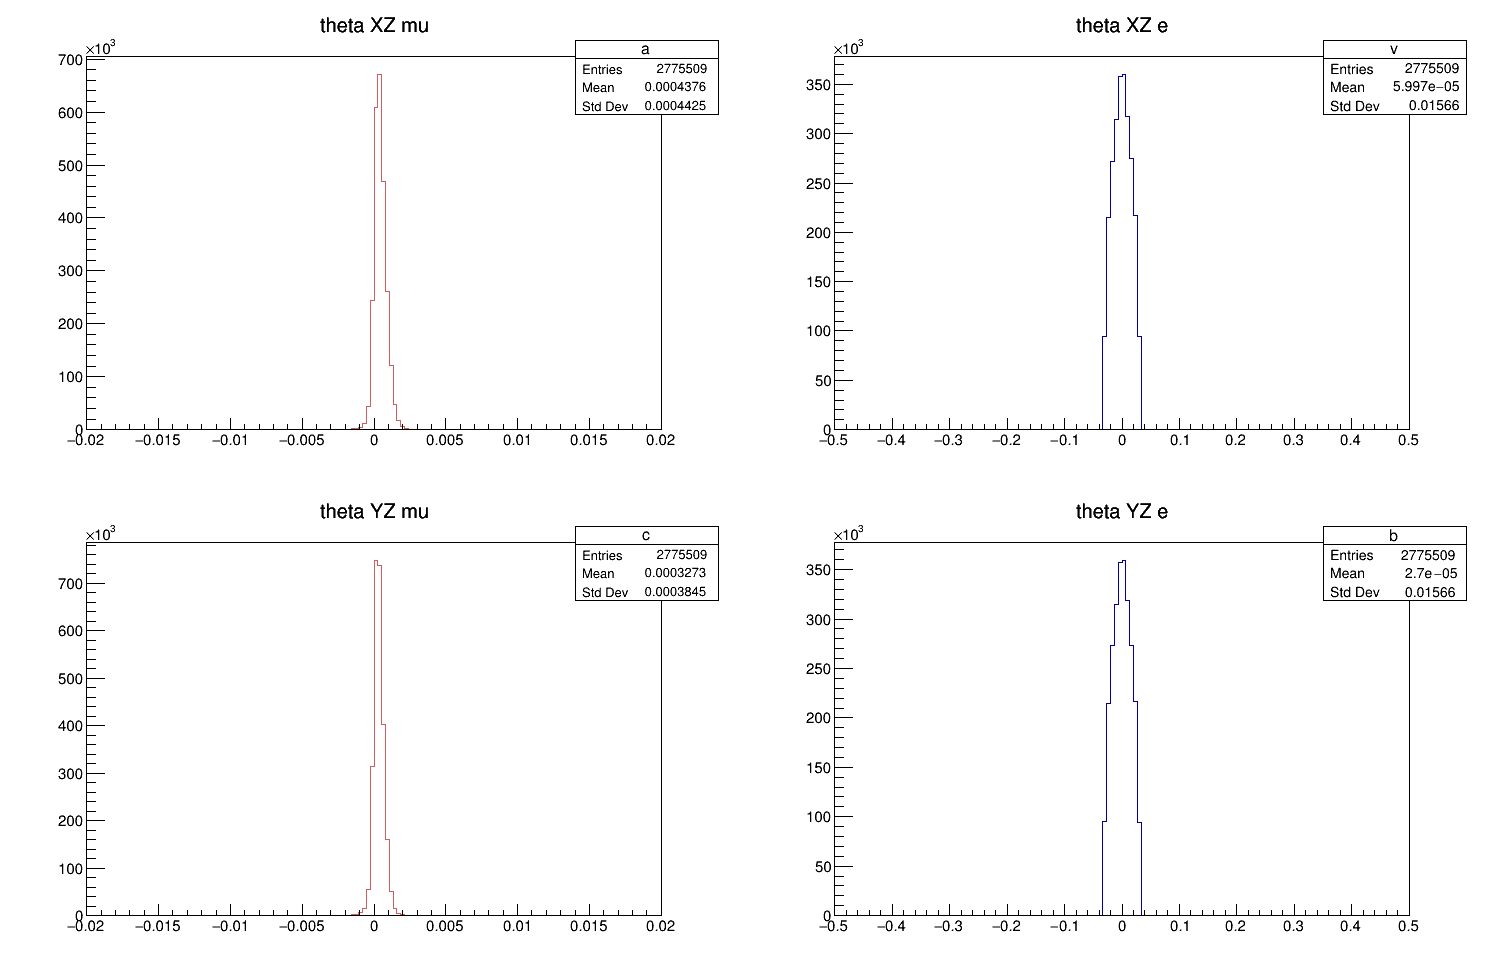 theta XZ mu
×10³
700
600
500
400
300
200
100
0
−0.02 −0.015 −0.01 −0.005 0 0.005 0.01 0.015 0.02
a
Entries 2775509
Mean 0.0004376
Std Dev 0.0004425
theta XZ e
×10³
350
300
250
200
150
100
50
0
−0.5 −0.4 −0.3 −0.2 −0.1 0 0.1 0.2 0.3 0.4 0.5
v
Entries 2775509
Mean 5.997e−05
Std Dev 0.01566
theta YZ mu
×10³
700
600
500
400
300
200
100
0
−0.02 −0.015 −0.01 −0.005 0 0.005 0.01 0.015 0.02
c
Entries 2775509
Mean 0.0003273
Std Dev 0.0003845
theta YZ e
×10³
350
300
250
200
150
100
50
0
−0.5 −0.4 −0.3 −0.2 −0.1 0 0.1 0.2 0.3 0.4 0.5
b
Entries 2775509
Mean 2.7e−05
Std Dev 0.01566